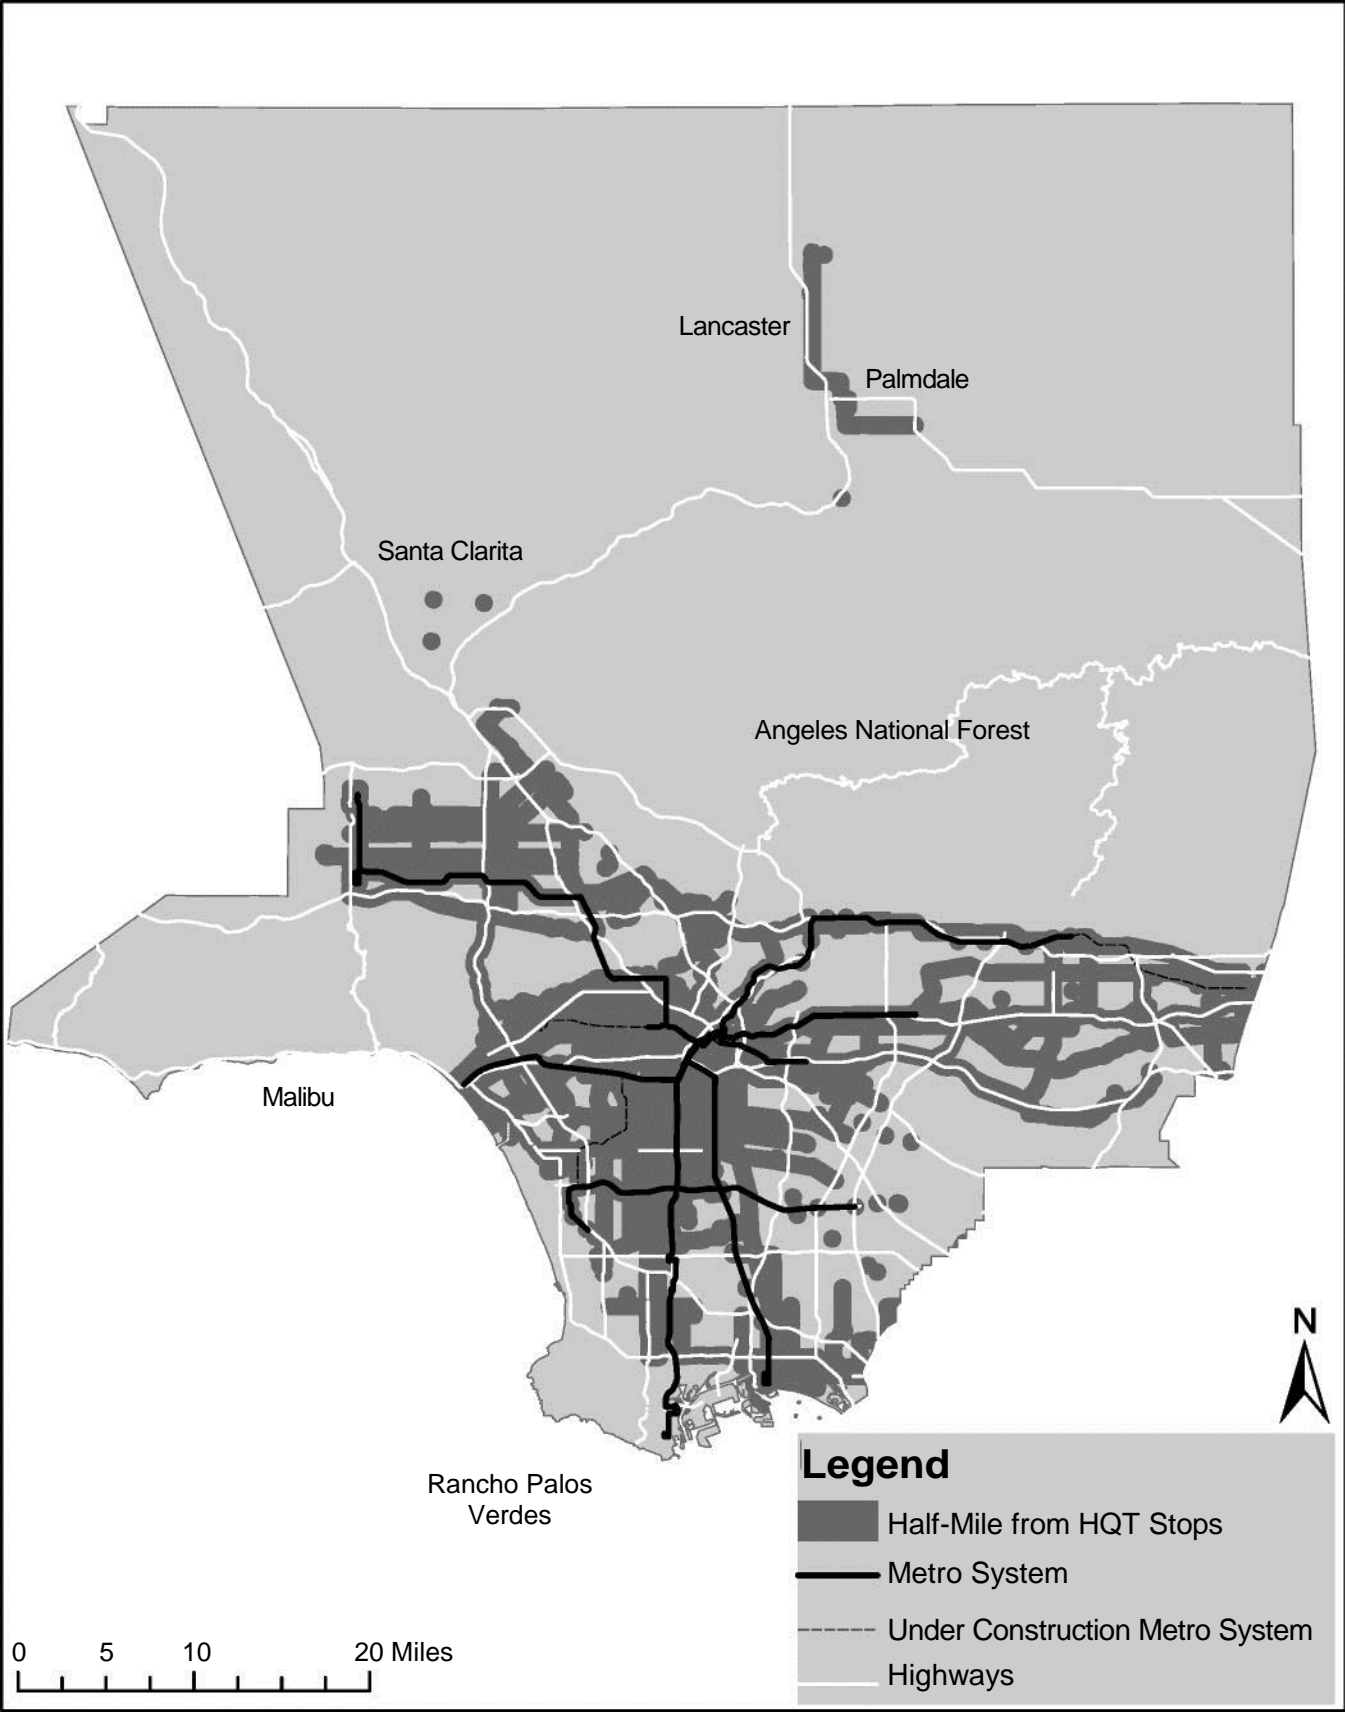 Lancaster
Palmdale
Santa Clarita
Angeles National Forest
Malibu
Rancho Palos
Verdes
N
Legend
Half-Mile from HQT Stops
Metro System
Under Construction Metro System
Highways
0 5 10 20 Miles